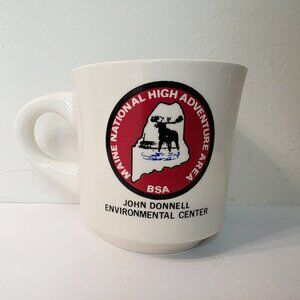 MAINE NATIONAL HIGH ADVENTURE AREA
BSA
JOHN DONNELL
ENVIRONMENTAL CENTER